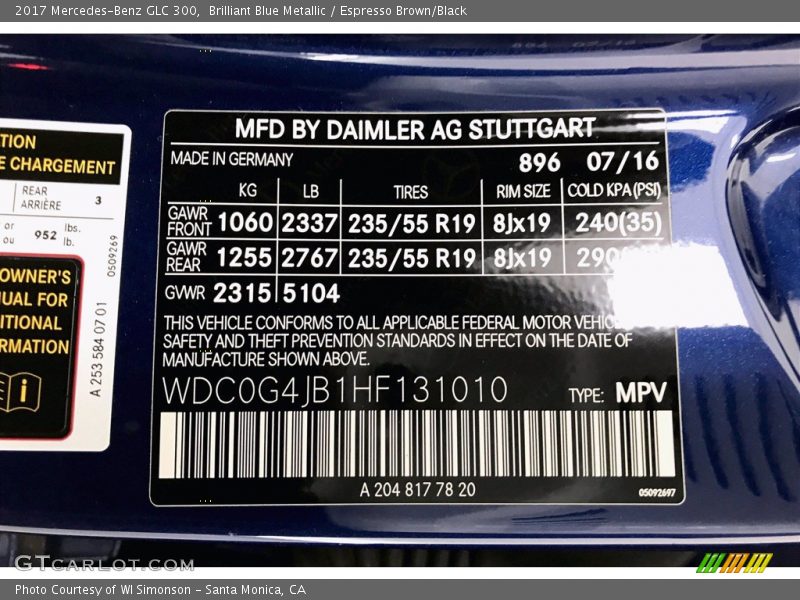 2017 Mercedes-Benz GLC 300,  Brilliant Blue Metallic / Espresso Brown/Black
MFD BY DAIMLER AG STUTTGART
MADE IN GERMANY 896 07/16
KG LB TIRES RIM SIZE COLD KPA(PSI)
GAWR FRONT 1060 2337 235/55 R19 8Jx19 240(35)
GAWR REAR 1255 2767 235/55 R19 8Jx19
GVWR 2315 5104
THIS VEHICLE CONFORMS TO ALL APPLICABLE FEDERAL MOTOR
SAFETY AND THEFT PREVENTION STANDARDS IN EFFECT ON THE DATE OF
MANUFACTURE SHOWN ABOVE.
WDC0G4JB1HF131010 TYPE: MPV
A 204 817 78 20 05092697
TION
E CHARGEMENT
REAR
ARRIÈRE 3
or
ou 952 lbs.
lb.
0509269
A 253 584 07 01
OWNER'S
UAL FOR
ITIONAL
RMATION
i
GTCARLOT.COM
Photo Courtesy of WI Simonson - Santa Monica, CA